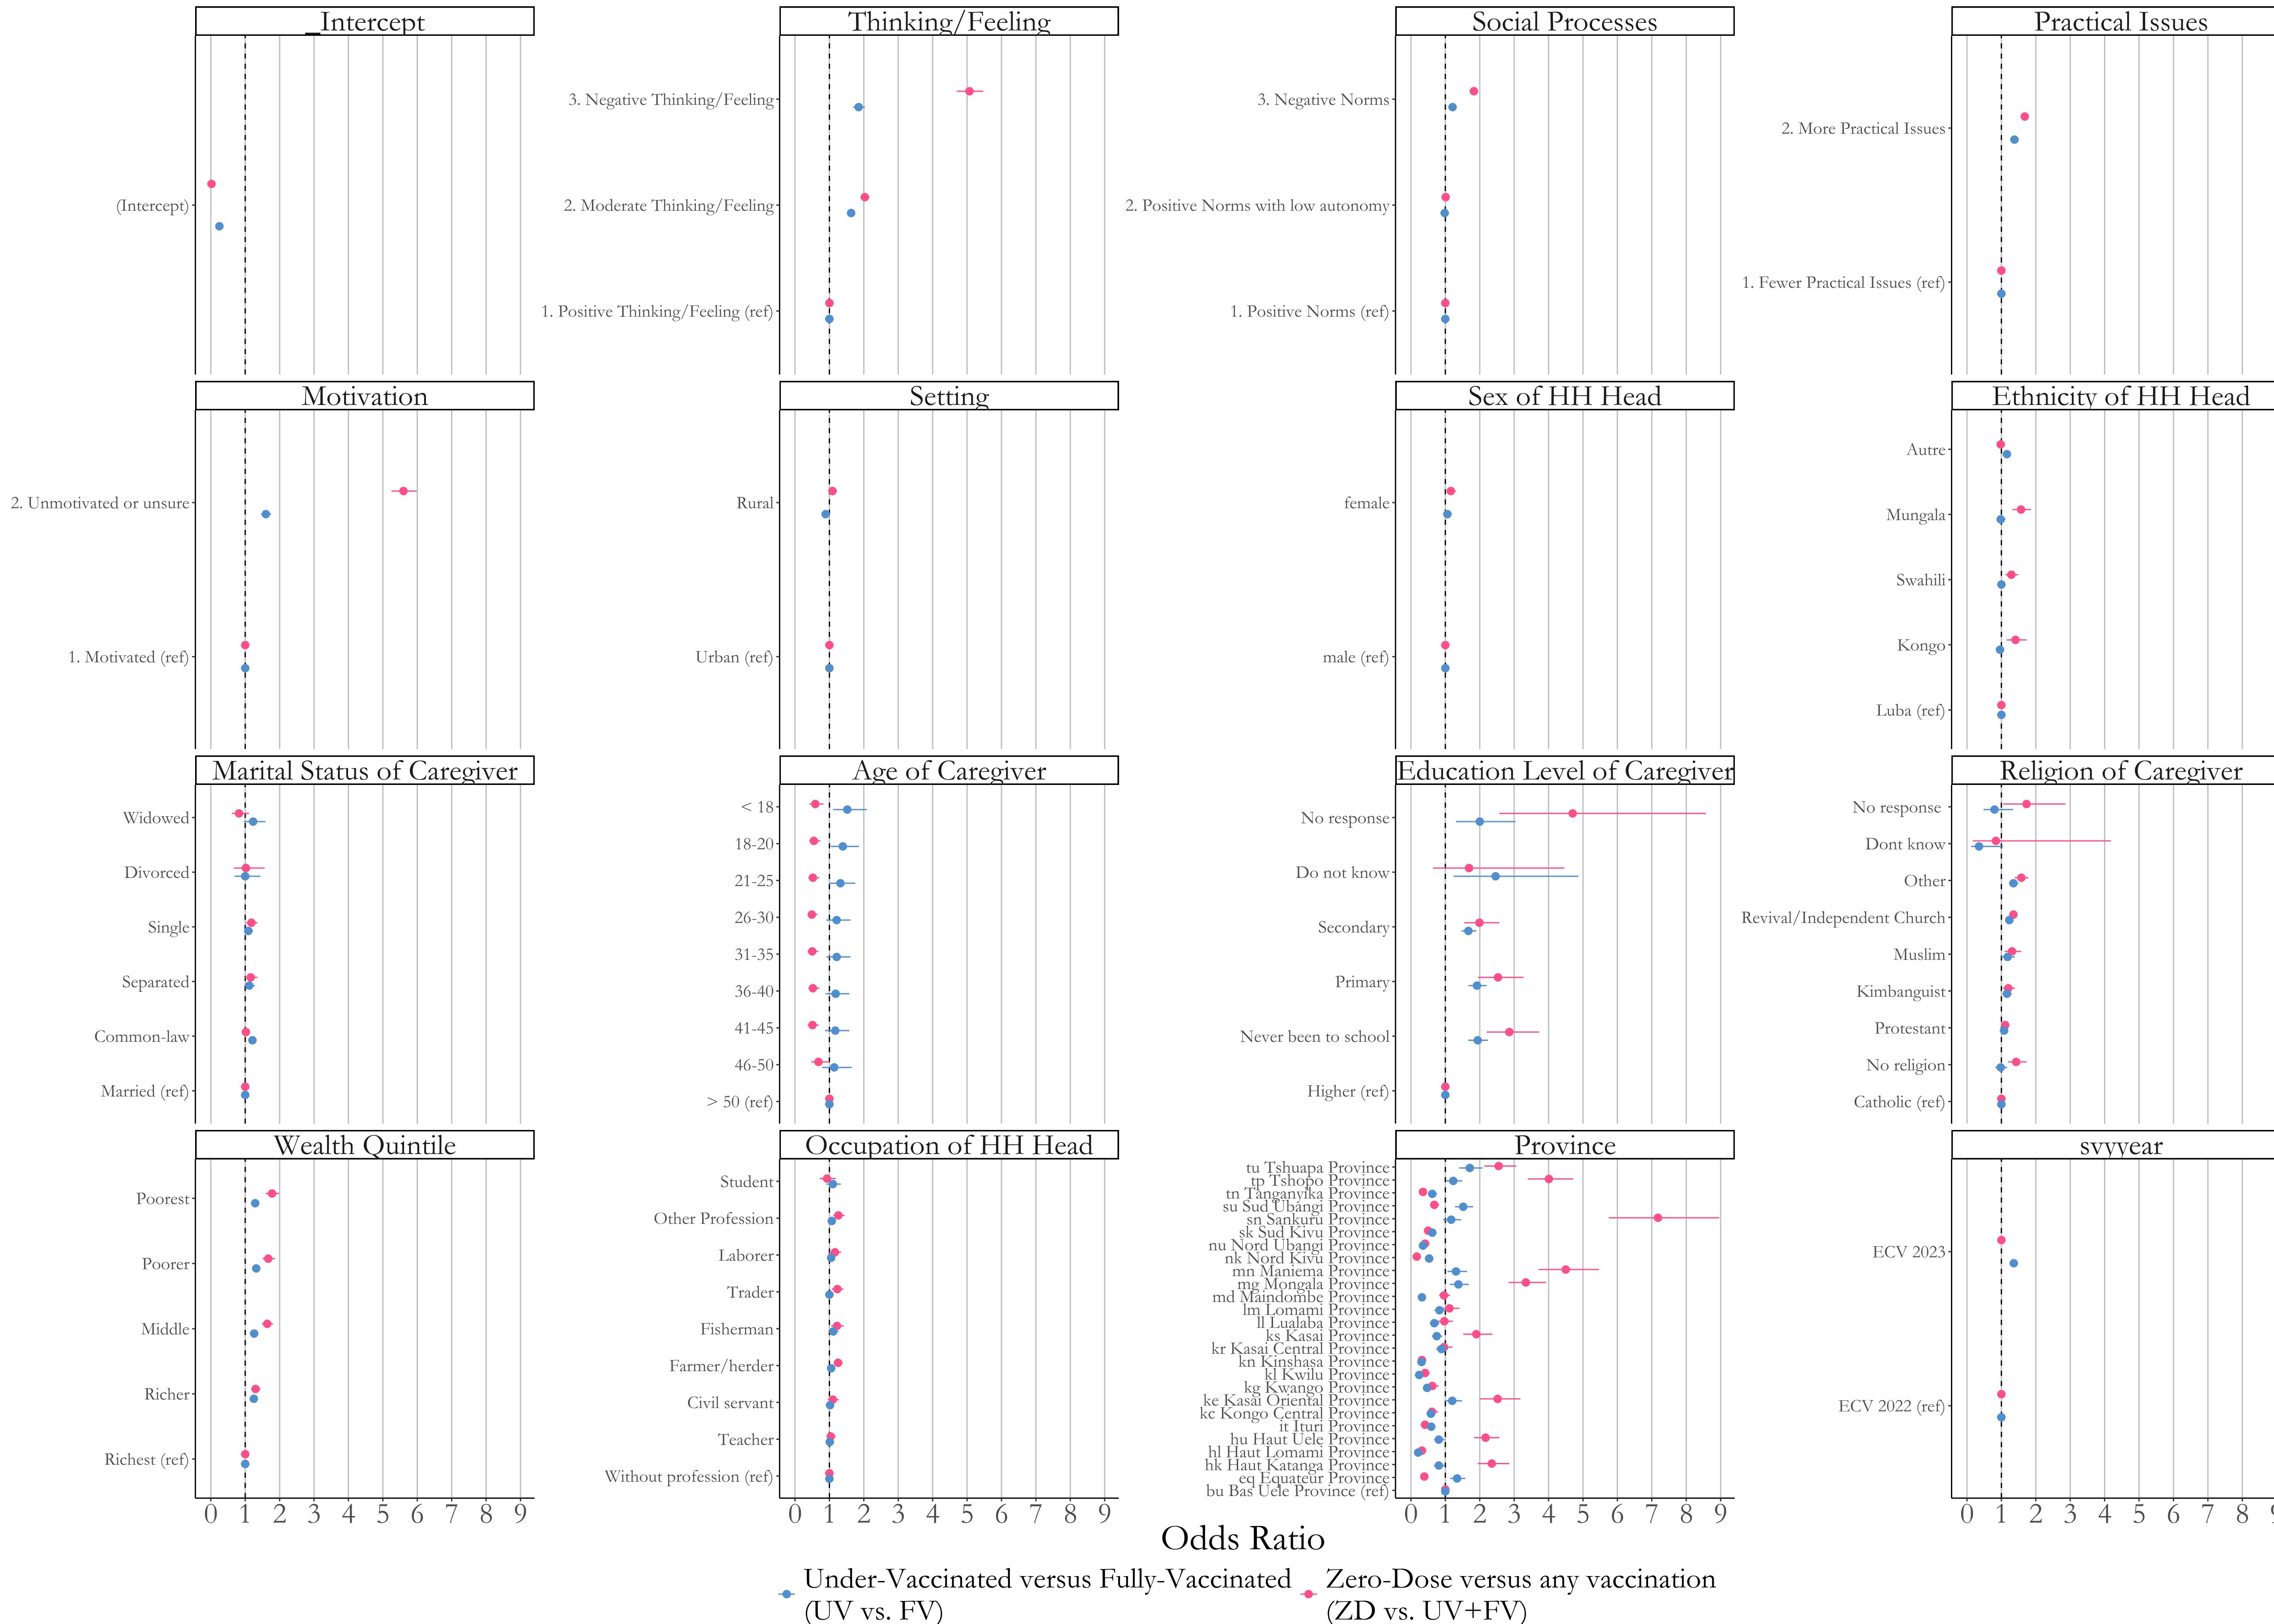 _Intercept
(Intercept)
Thinking/Feeling
3. Negative Thinking/Feeling
2. Moderate Thinking/Feeling
1. Positive Thinking/Feeling (ref)
Social Processes
3. Negative Norms
2. Positive Norms with low autonomy
1. Positive Norms (ref)
Practical Issues
2. More Practical Issues
1. Fewer Practical Issues (ref)
Motivation
2. Unmotivated or unsure
1. Motivated (ref)
Setting
Rural
Urban (ref)
Sex of HH Head
female
male (ref)
Ethnicity of HH Head
Autre
Mungala
Swahili
Kongo
Luba (ref)
Marital Status of Caregiver
Widowed
Divorced
Single
Separated
Common-law
Married (ref)
Age of Caregiver
< 18
18-20
21-25
26-30
31-35
36-40
41-45
46-50
> 50 (ref)
Education Level of Caregiver
No response
Do not know
Secondary
Primary
Never been to school
Higher (ref)
Religion of Caregiver
No response
Dont know
Other
Revival/Independent Church
Muslim
Kimbanguist
Protestant
No religion
Catholic (ref)
Wealth Quintile
Poorest
Poorer
Middle
Richer
Richest (ref)
0 1 2 3 4 5 6 7 8 9
Occupation of HH Head
Student
Other Profession
Laborer
Trader
Fisherman
Farmer/herder
Civil servant
Teacher
Without profession (ref)
0 1 2 3 4 5 6 7 8 9
Province
tu Tshuapa Province
tp Tshopo Province
tn Tanganyika Province
su Sud Ubangi Province
sn Sankuru Province
sk Sud Kivu Province
nu Nord Ubangi Province
nk Nord Kivu Province
mn Maniema Province
mg Mongala Province
md Maindombe Province
lm Lomami Province
ll Lualaba Province
ks Kasai Province
kr Kasai Central Province
kn Kinshasa Province
kl Kwilu Province
kg Kwango Province
ke Kasai Oriental Province
kc Kongo Central Province
it Ituri Province
hu Haut Uele Province
hl Haut Lomami Province
hk Haut Katanga Province
eq Equateur Province
bu Bas Uele Province (ref)
0 1 2 3 4 5 6 7 8 9
svyyear
ECV 2023
ECV 2022 (ref)
0 1 2 3 4 5 6 7 8
Odds Ratio
Under-Vaccinated versus Fully-Vaccinated
(UV vs. FV)
Zero-Dose versus any vaccination
(ZD vs. UV+FV)